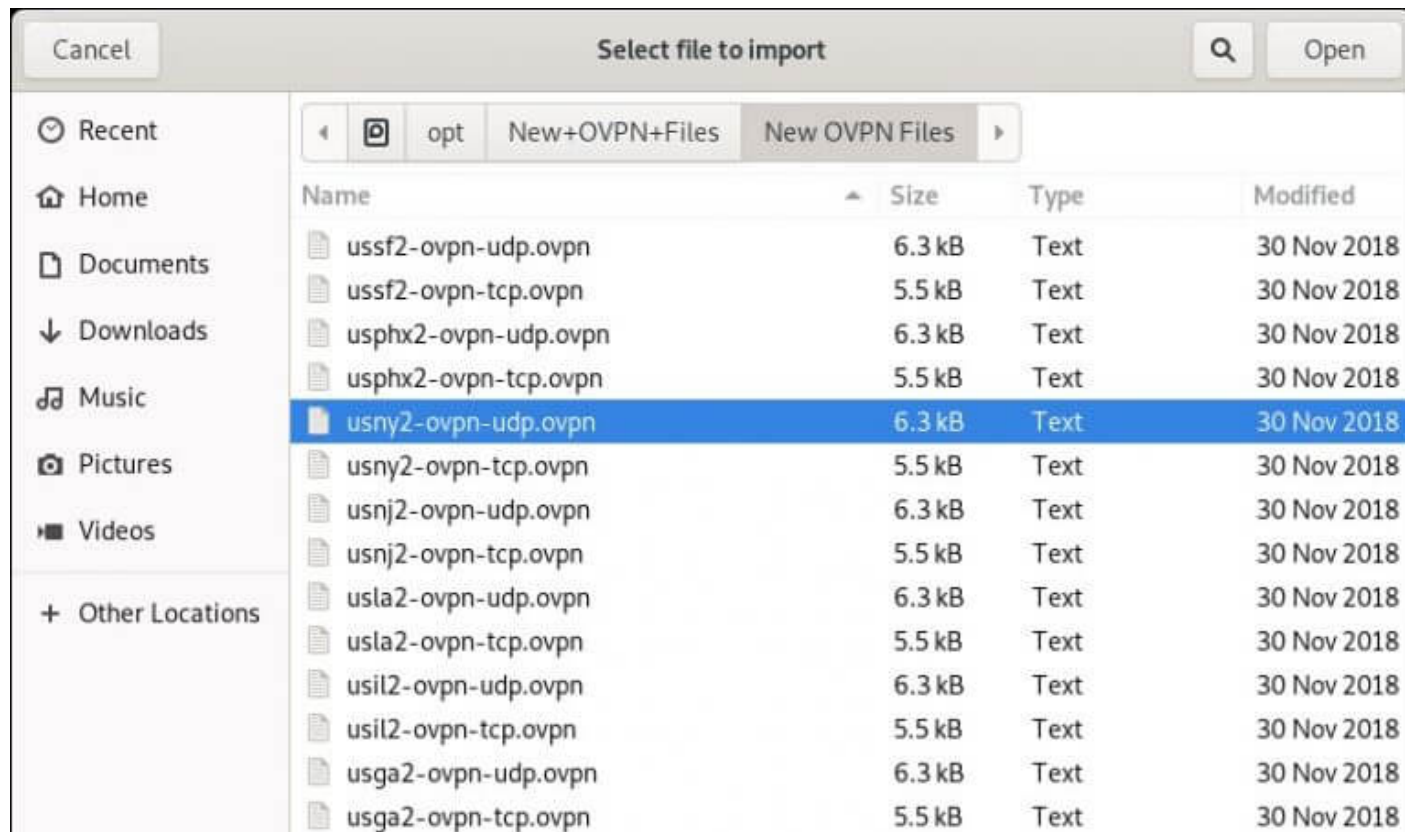 Cancel Select file to import Open
Recent
Home
Documents
Downloads
Music
Pictures
Videos
+ Other Locations
opt New+OVPN+Files New OVPN Files
Name Size Type Modified
ussf2-ovpn-udp.ovpn 6.3 kB Text 30 Nov 2018
ussf2-ovpn-tcp.ovpn 5.5 kB Text 30 Nov 2018
usphx2-ovpn-udp.ovpn 6.3 kB Text 30 Nov 2018
usphx2-ovpn-tcp.ovpn 5.5 kB Text 30 Nov 2018
usny2-ovpn-udp.ovpn 6.3 kB Text 30 Nov 2018
usny2-ovpn-tcp.ovpn 5.5 kB Text 30 Nov 2018
usnj2-ovpn-udp.ovpn 6.3 kB Text 30 Nov 2018
usnj2-ovpn-tcp.ovpn 5.5 kB Text 30 Nov 2018
usla2-ovpn-udp.ovpn 6.3 kB Text 30 Nov 2018
usla2-ovpn-tcp.ovpn 5.5 kB Text 30 Nov 2018
usil2-ovpn-udp.ovpn 6.3 kB Text 30 Nov 2018
usil2-ovpn-tcp.ovpn 5.5 kB Text 30 Nov 2018
usga2-ovpn-udp.ovpn 6.3 kB Text 30 Nov 2018
usga2-ovpn-tcp.ovpn 5.5 kB Text 30 Nov 2018